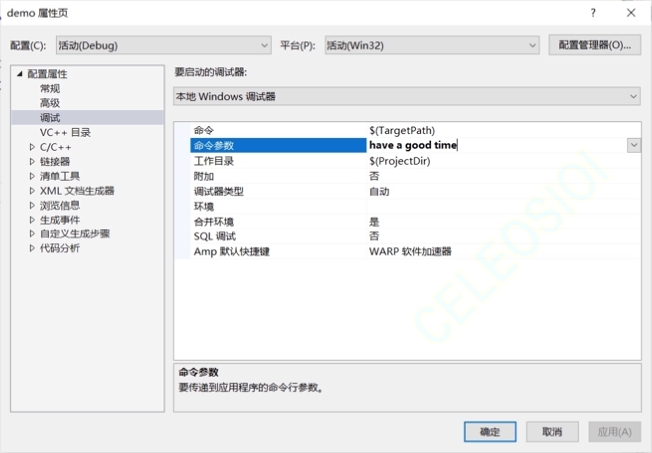 demo 属性页
配置(C): 活动(Debug) 平台(P): 活动(Win32) 配置管理器(O)...
配置属性
常规
高级
调试
VC++ 目录
C/C++
链接器
清单工具
XML 文档生成器
浏览信息
生成事件
自定义生成步骤
代码分析
要启动的调试器:
本地 Windows 调试器
命令 $(TargetPath)
命令参数 have a good time
工作目录 $(ProjectDir)
附加 否
调试器类型 自动
环境
合并环境 是
SQL 调试 否
Amp 默认快捷键 WARP 软件加速器
CELEOSIOI
命令参数
要传递到应用程序的命令行参数。
确定 取消 应用(A)